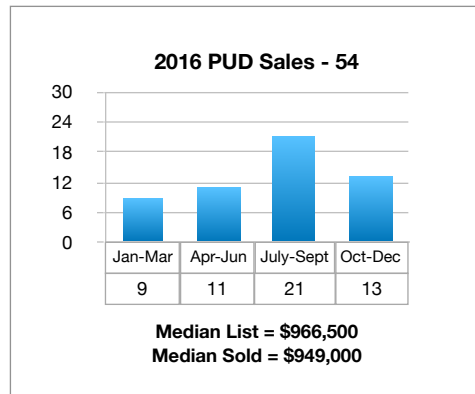 2016 PUD Sales - 54
30
24
18
12
6
0
Jan-Mar Apr-Jun July-Sept Oct-Dec
9 11 21 13
Median List = $966,500
Median Sold = $949,000